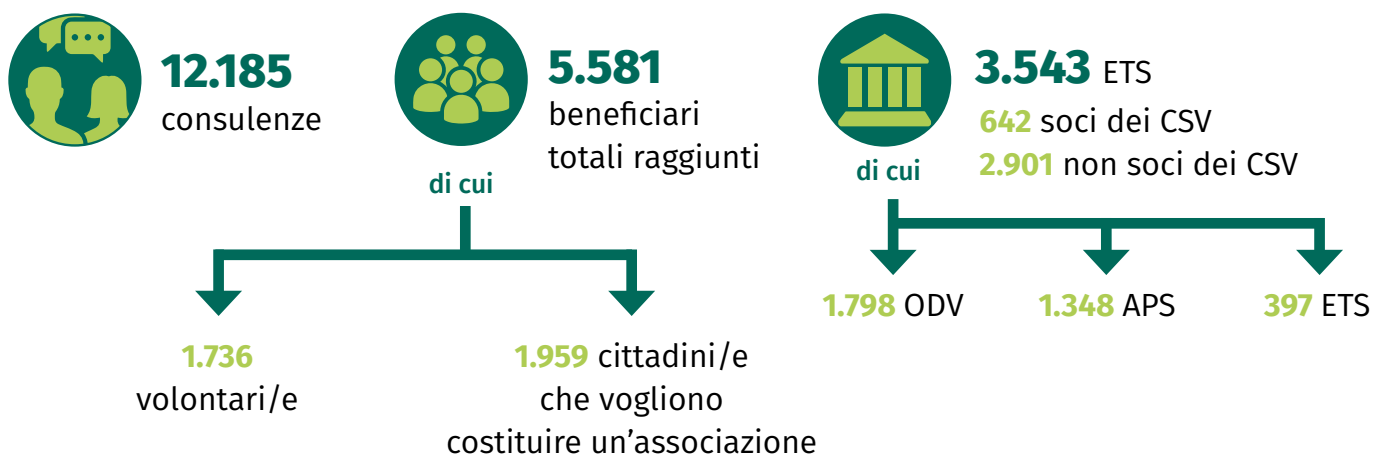 12.185
consulenze
5.581
beneficiari
totali raggiunti
di cui
1.736
volontari/e
1.959 cittadini/e
che vogliono
costituire un'associazione
3.543 ETS
642 soci dei CSV
2.901 non soci dei CSV
di cui
1.798 ODV
1.348 APS
397 ETS